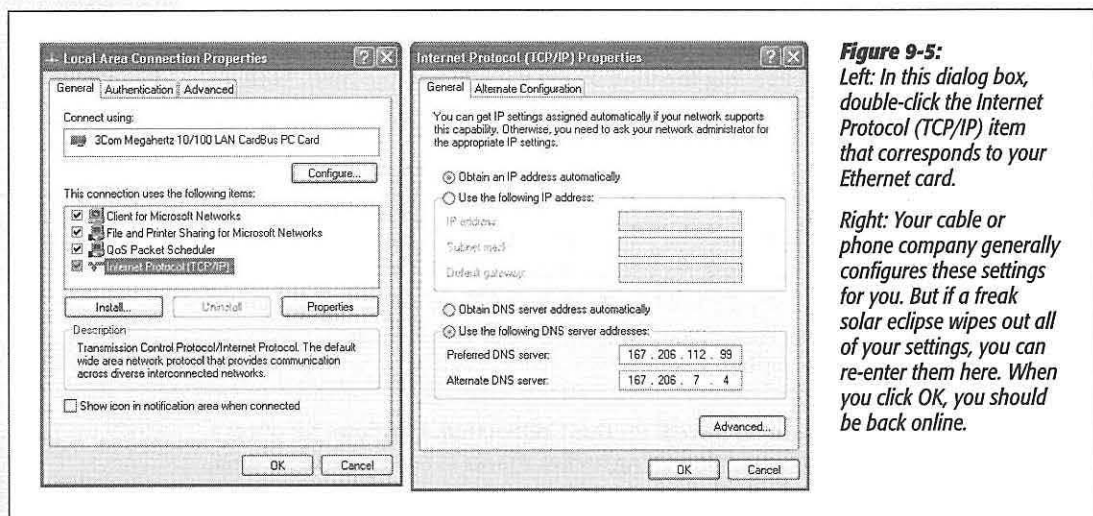 Local Area Connection Properties
General
Authentication
Advanced
Connect using:
3Com Megahertz 10/100 LAN CardBus PC Card
Configure...
This connection uses the following items:
Client for Microsoft Networks
File and Printer Sharing for Microsoft Networks
QoS Packet Scheduler
Internet Protocol (TCP/IP)
Install...
Uninstall
Properties
Description
Transmission Control Protocol/Internet Protocol. The default
wide area network protocol that provides communication
across diverse interconnected networks.
Show icon in notification area when connected
OK
Cancel
Internet Protocol (TCP/IP) Properties
General
Alternate Configuration
You can get IP settings assigned automatically if your network supports
this capability. Otherwise, you need to ask your network administrator for
the appropriate IP settings.
Obtain an IP address automatically
Use the following IP address:
IP address:
Subnet mask:
Default gateway:
Obtain DNS server address automatically
Use the following DNS server addresses:
Preferred DNS server:
167 . 206 . 112 . 99
Alternate DNS server:
167 . 206 . 7 . 4
Advanced...
OK
Cancel
Figure 9-5:
Left: In this dialog box,
double-click the Internet
Protocol (TCP/IP) item
that corresponds to your
Ethernet card.
Right: Your cable or
phone company generally
configures these settings
for you. But if a freak
solar eclipse wipes out all
of your settings, you can
re-enter them here. When
you click OK, you should
be back online.